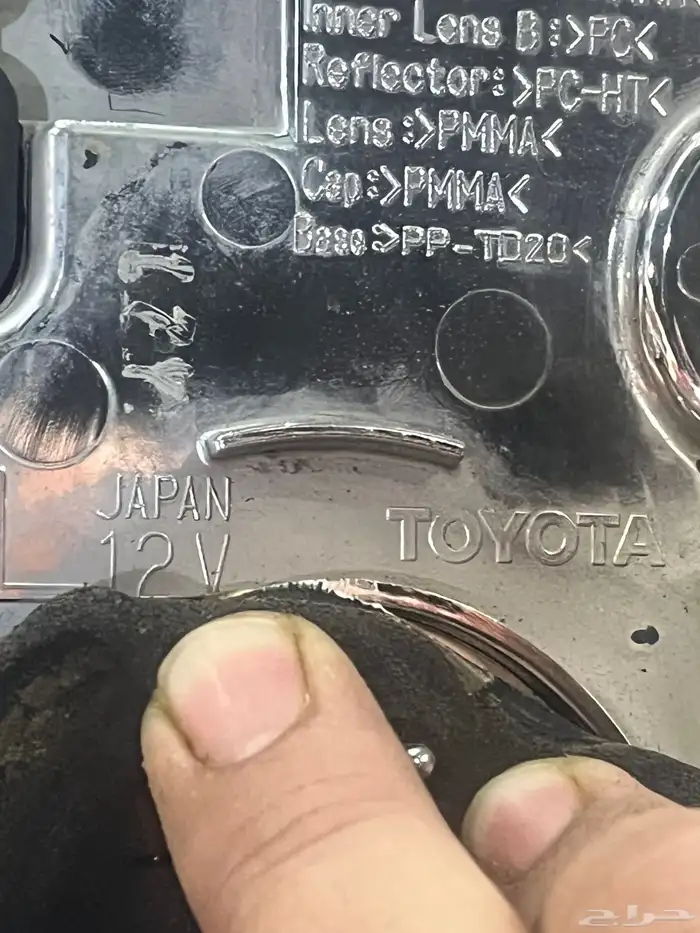 Inner Lens B:>PC<
Reflector:>PC-HT<
Lens:>PMMA<
Cap:>PMMA<
Base:>PP-TD20<
JAPAN
12V
TOYOTA
حراج